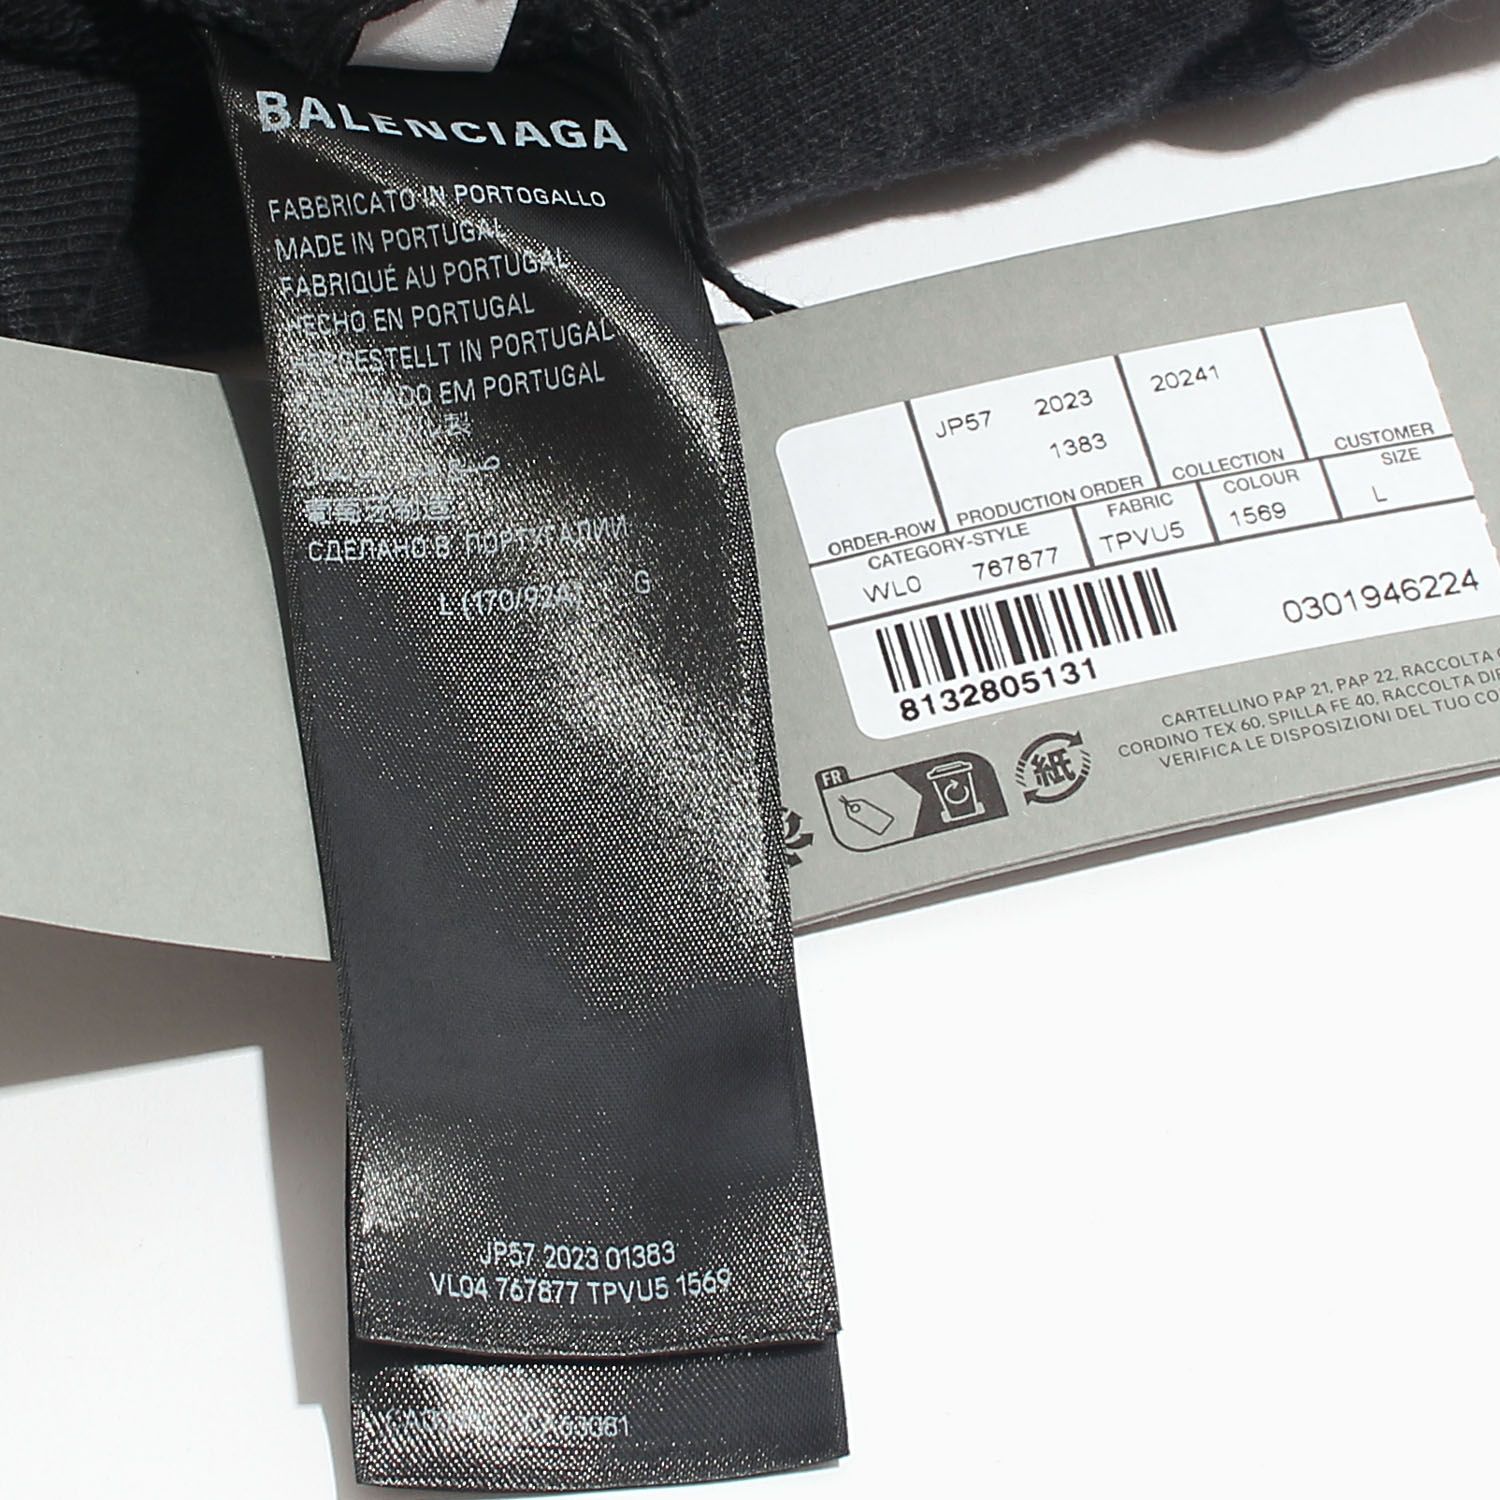 BALENCIAGA
FABBRICATO IN PORTOGALLO
MADE IN PORTUGAL
FABRIQUÉ AU PORTUGAL
HECHO EN PORTUGAL
HERGESTELLT IN PORTUGAL
EM PORTUGAL
СДЕЛАНО В ПОРТУГАЛИИ
L (170/92A) G
JP57 2023 01383
VL04 767877 TPVU5 1569
63081
JP57 2023 20241
1383
ORDER-ROW PRODUCTION ORDER COLLECTION CUSTOMER
CATEGORY-STYLE FABRIC COLOUR SIZE
WL0 767877 TPVU5 1569 L
8132805131 0301946224
FR
紙
CARTELLINO PAP 21, PAP 22, RACCOLTA
CORDINO TEX 60, SPILLA FE 40, RACCOLTA
VERIFICA LE DISPOSIZIONI DEL TUO